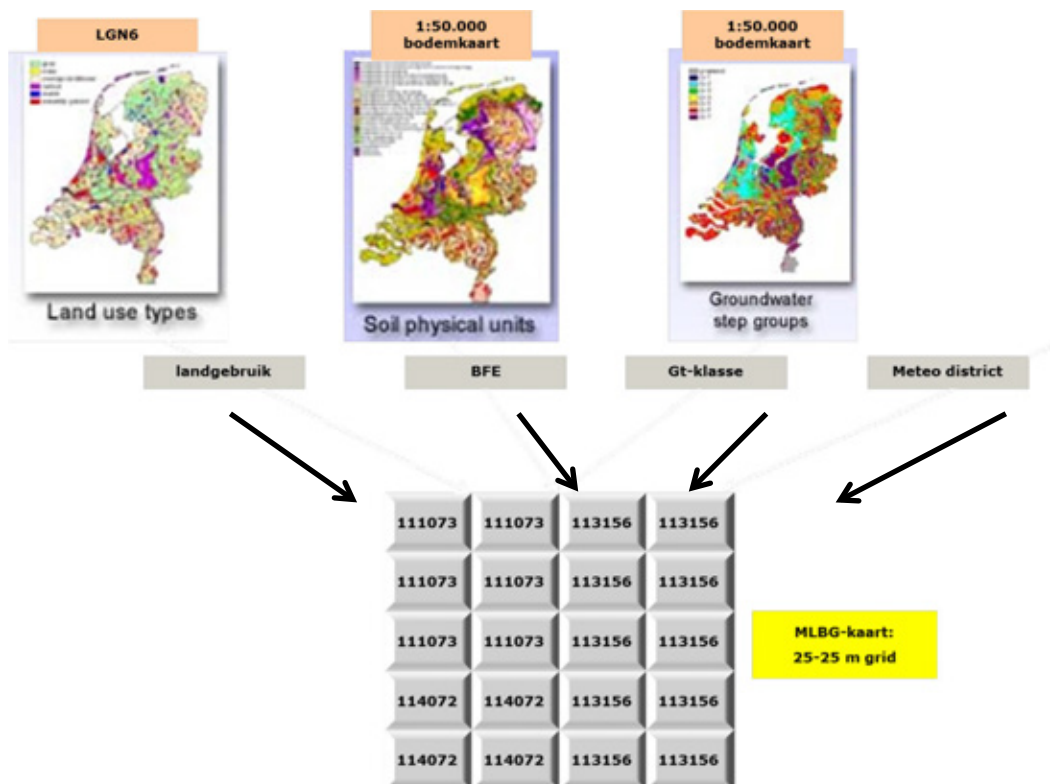 LGN6
1:50.000
bodemkaart
1:50.000
bodemkaart
Land use types
Soil physical units
Groundwater
step groups
landgebruik
BFE
Gt-klasse
Meteo district
111073 111073 113156 113156
111073 111073 113156 113156
111073 111073 113156 113156
114072 114072 113156 113156
114072 114072 113156 113156
MLBG-kaart:
25-25 m grid